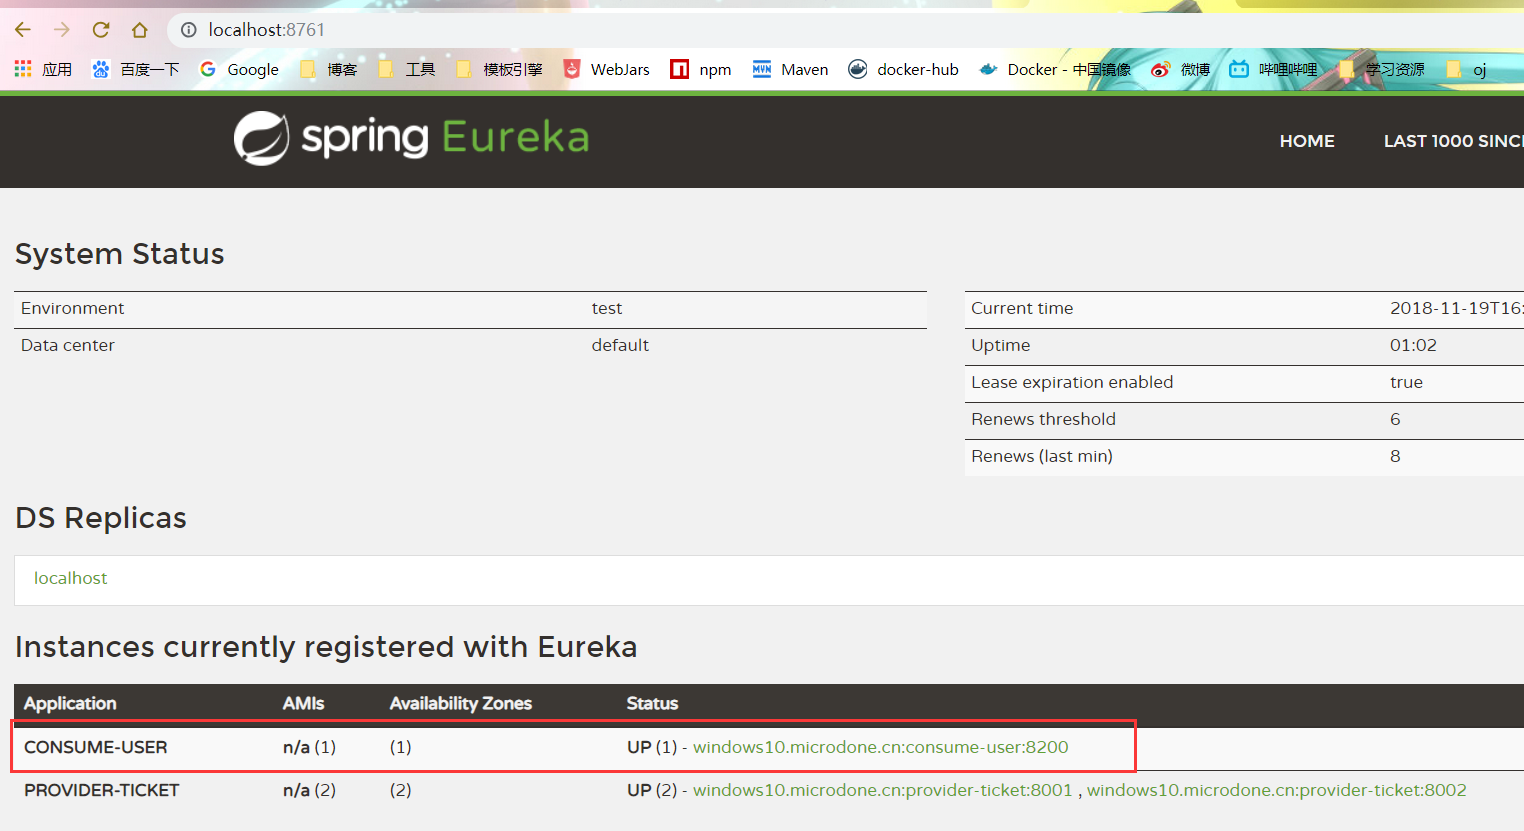 localhost:8761
应用 百度一下 Google 博客 工具 模板引擎 WebJars npm Maven docker-hub Docker - 中国镜像 微博 哔哩哔哩 学习资源 oj
spring Eureka HOME LAST 1000 SINC
System Status
Environment test Current time 2018-11-19T16:
Data center default Uptime 01:02
Lease expiration enabled true
Renews threshold 6
Renews (last min) 8
DS Replicas
localhost
Instances currently registered with Eureka
Application AMIs Availability Zones Status
CONSUME-USER n/a (1) (1) UP (1) - windows10.microdone.cn:consume-user:8200
PROVIDER-TICKET n/a (2) (2) UP (2) - windows10.microdone.cn:provider-ticket:8001 , windows10.microdone.cn:provider-ticket:8002